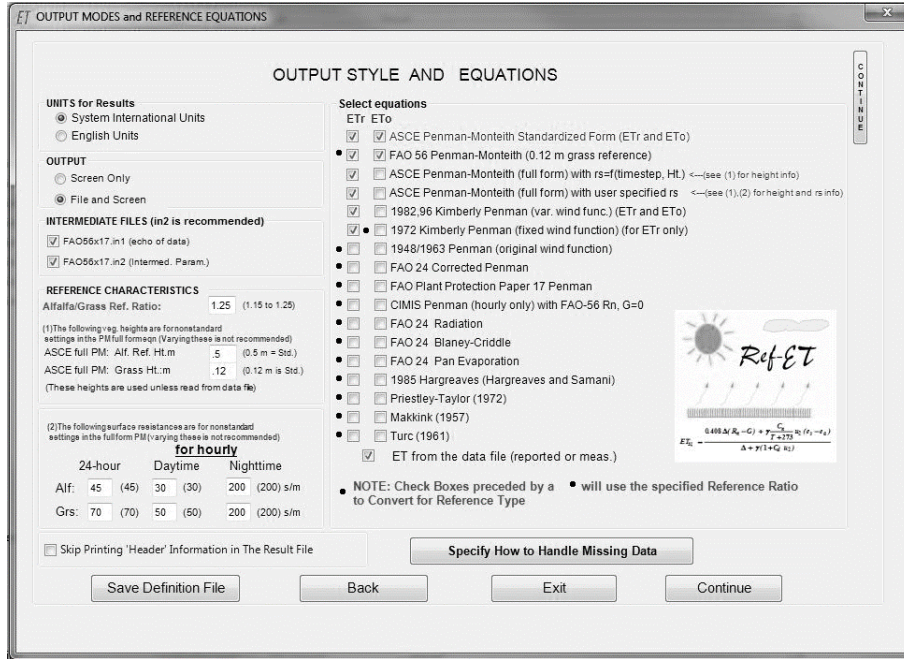 ET OUTPUT MODES and REFERENCE EQUATIONS
x
OUTPUT STYLE AND EQUATIONS
CONTINUE
UNITS for Results
System International Units
English Units
OUTPUT
Screen Only
File and Screen
INTERMEDIATE FILES (in2 is recommended)
FAO56x17.in1 (echo of data)
FAO56x17.in2 (Intermed. Param.)
REFERENCE CHARACTERISTICS
Alfalfa/Grass Ref. Ratio: 1.25 (1.15 to 1.25)
(1)The following veg. heights are for nonstandard
settings in the PM full form eqn (Varying these is not recommended)
ASCE full PM: Alf. Ref. Ht.m .5 (0.5 m = Std.)
ASCE full PM: Grass Ht.:m .12 (0.12 m is Std.)
(These heights are used unless read from data file)
(2)The following surface resistances are for nonstandard
settings in the full form PM (varying these is not recommended)
for hourly
24-hour Daytime Nighttime
Alf: 45 (45) 30 (30) 200 (200) s/m
Grs: 70 (70) 50 (50) 200 (200) s/m
Skip Printing 'Header' Information in The Result File
Select equations
ETr ETo
ASCE Penman-Monteith Standardized Form (ETr and ETo)
FAO 56 Penman-Monteith (0.12 m grass reference)
ASCE Penman-Monteith (full form) with rs=f(timestep, Ht.) <---(see (1) for height info)
ASCE Penman-Monteith (full form) with user specified rs <---(see (1),(2) for height and rs info)
1982,96 Kimberly Penman (var. wind func.) (ETr and ETo)
1972 Kimberly Penman (fixed wind function) (for ETr only)
1948/1963 Penman (original wind function)
FAO 24 Corrected Penman
FAO Plant Protection Paper 17 Penman
CIMIS Penman (hourly only) with FAO-56 Rn, G=0
FAO 24 Radiation
FAO 24 Blaney-Criddle
FAO 24 Pan Evaporation
1985 Hargreaves (Hargreaves and Samani)
Priestley-Taylor (1972)
Makkink (1957)
Turc (1961)
ET from the data file (reported or meas.)
• NOTE: Check Boxes preceded by a • will use the specified Reference Ratio
to Convert for Reference Type
Ref-ET
Specify How to Handle Missing Data
Save Definition File
Back
Exit
Continue